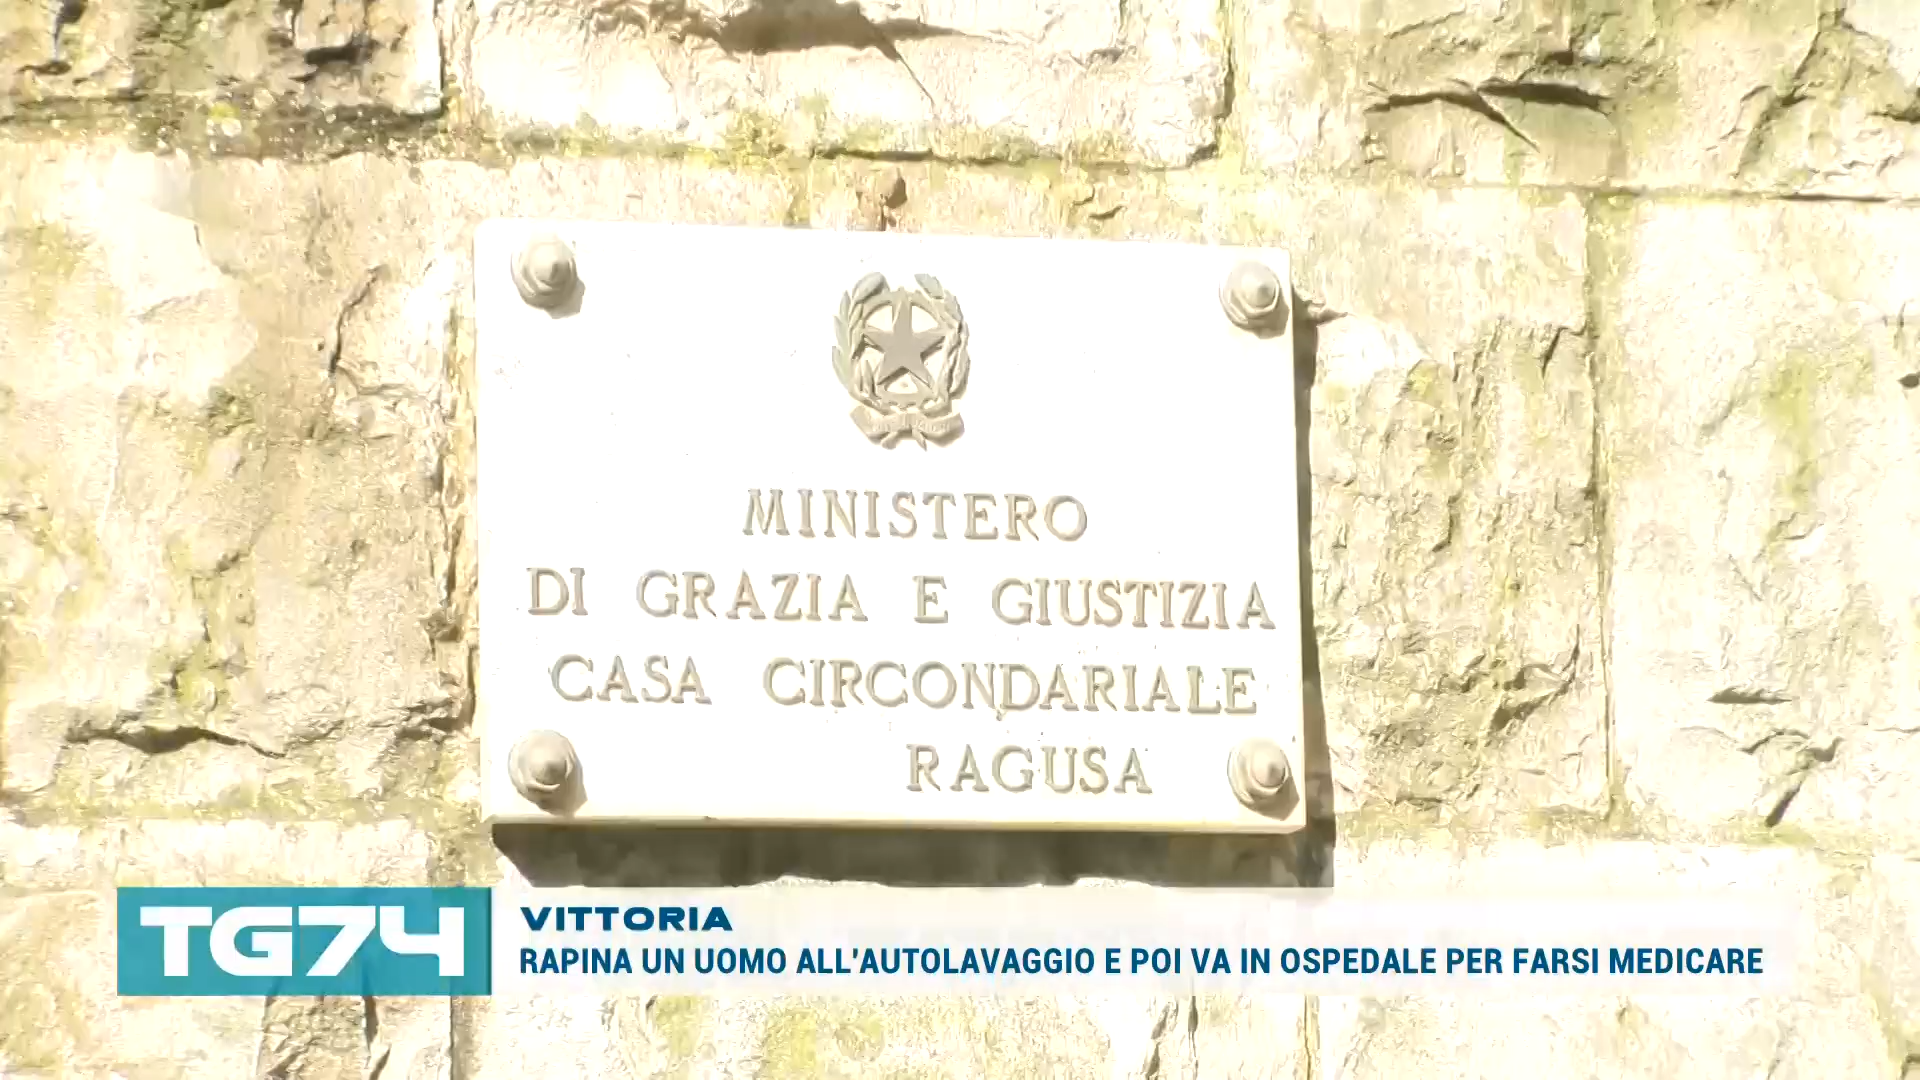 MINISTERO
DI GRAZIA E GIUSTIZIA
CASA CIRCONDARIALE
RAGUSA
TG74
VITTORIA
RAPINA UN UOMO ALL'AUTOLAVAGGIO E POI VA IN OSPEDALE PER FARSI MEDICARE